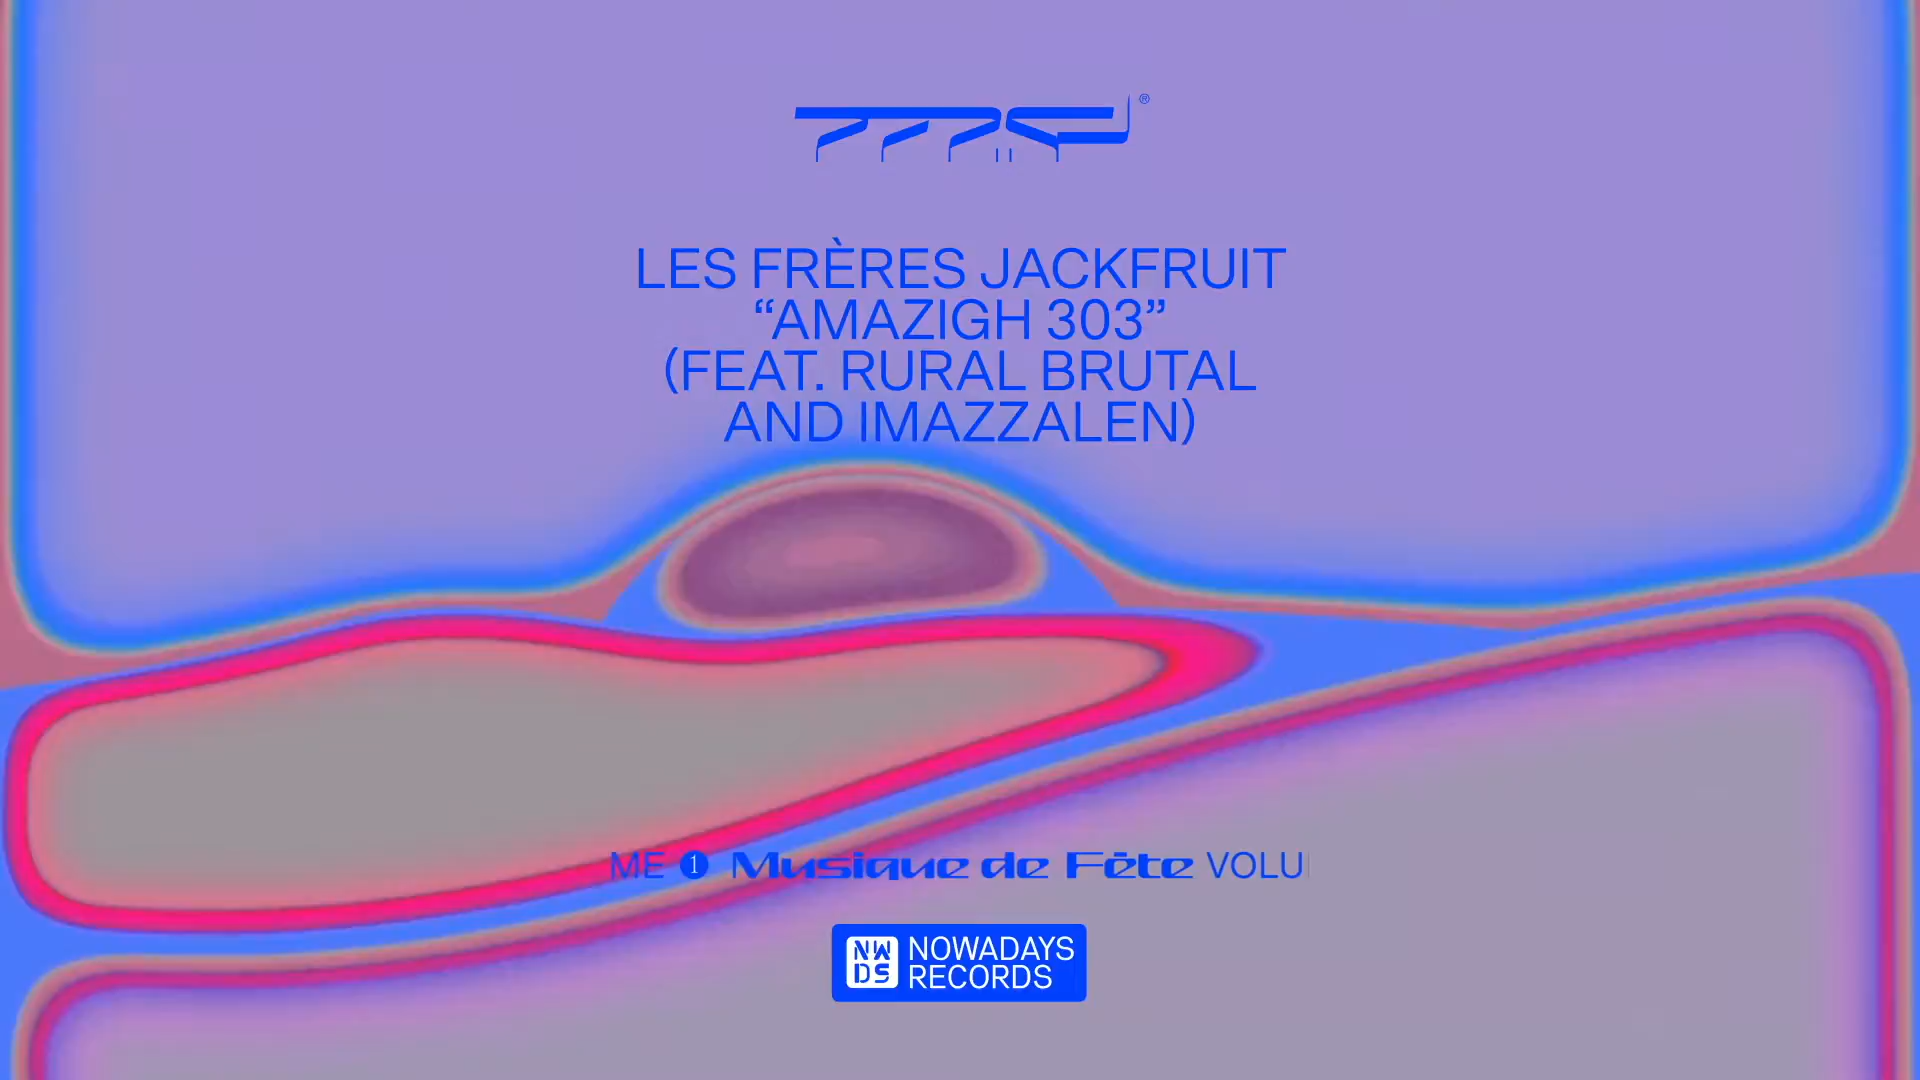 ®
LES FRÈRES JACKFRUIT
“AMAZIGH 303”
(FEAT. RURAL BRUTAL
AND IMAZZALEN)
ME 1 Musique de Fête VOLU
NW
DS
NOWADAYS
RECORDS